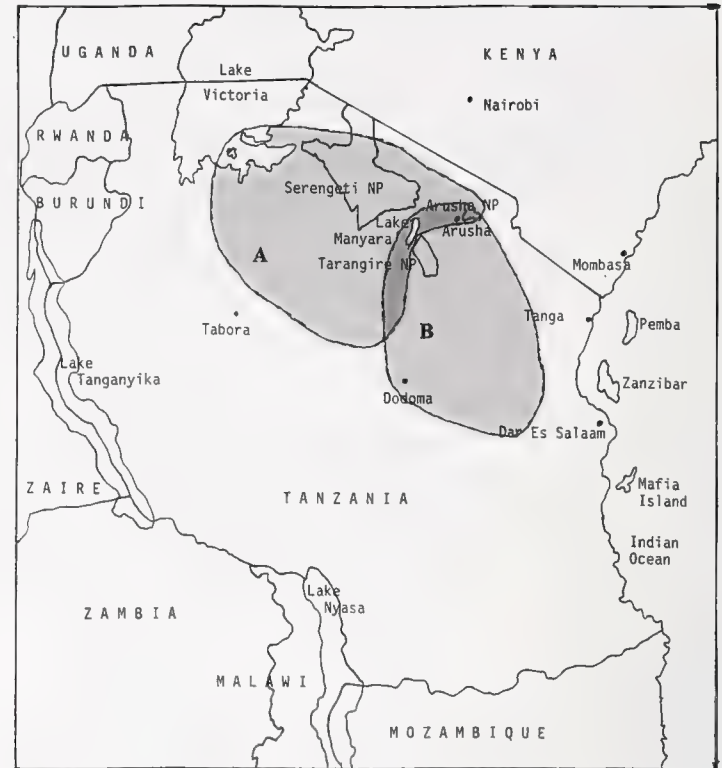 UGANDA
KENYA
Lake
Victoria
Nairobi
RWANDA
BURUNDI
Serengeti NP
Arusha NP
Lake
Manyara
Arusha
Tarangire NP
A
Mombasa
Tabora
B
Tanga
Pemba
Lake
Tanganyika
Dodoma
Zanzibar
Dar Es Salaam
ZAIRE
TANZANIA
Mafia
Island
Indian
Ocean
ZAMBIA
Lake
Nyasa
MALAWI
MOZAMBIQUE